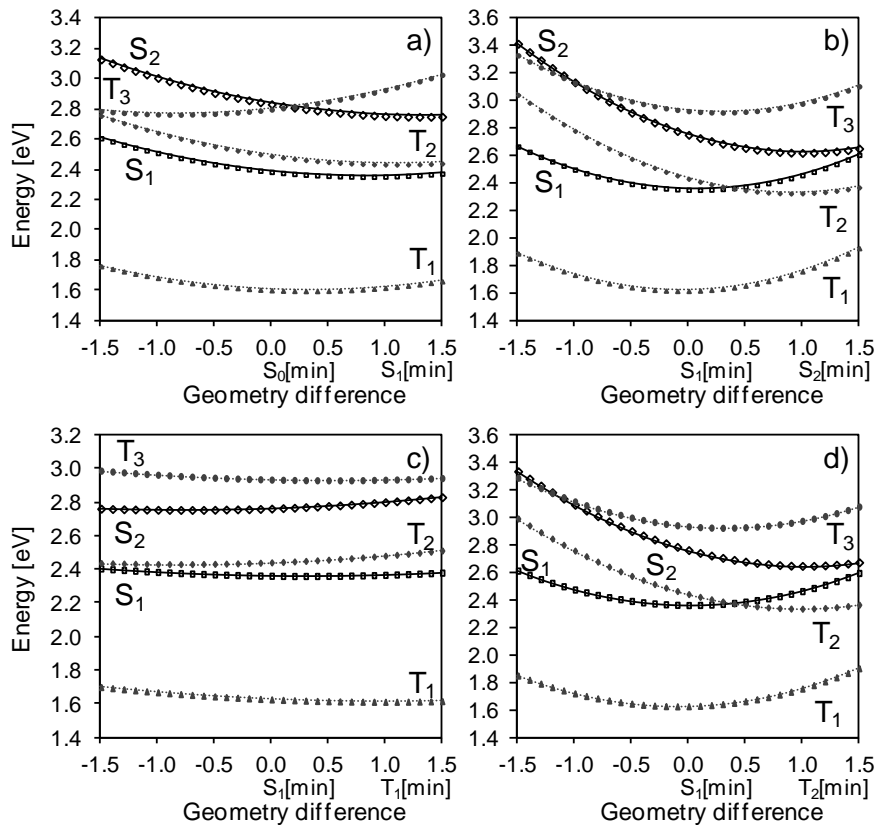 a)
3.4
3.2
3.0
2.8
2.6
2.4
2.2
2.0
1.8
1.6
1.4
Energy [eV]
S2
T3
T2
S1
T1
-1.5 -1.0 -0.5 0.0 0.5 1.0 1.5
S0[min] S1[min]
Geometry difference
b)
3.6
3.4
3.2
3.0
2.8
2.6
2.4
2.2
2.0
1.8
1.6
1.4
S2
T3
S1
T2
T1
-1.5 -1.0 -0.5 0.0 0.5 1.0 1.5
S1[min] S2[min]
Geometry difference
c)
3.2
3.0
2.8
2.6
2.4
2.2
2.0
1.8
1.6
1.4
Energy [eV]
T3
S2
T2
S1
T1
-1.5 -1.0 -0.5 0.0 0.5 1.0 1.5
S1[min] T1[min]
Geometry difference
d)
3.6
3.4
3.2
3.0
2.8
2.6
2.4
2.2
2.0
1.8
1.6
1.4
S1
S2
T3
T2
T1
-1.5 -1.0 -0.5 0.0 0.5 1.0 1.5
S1[min] T2[min]
Geometry difference